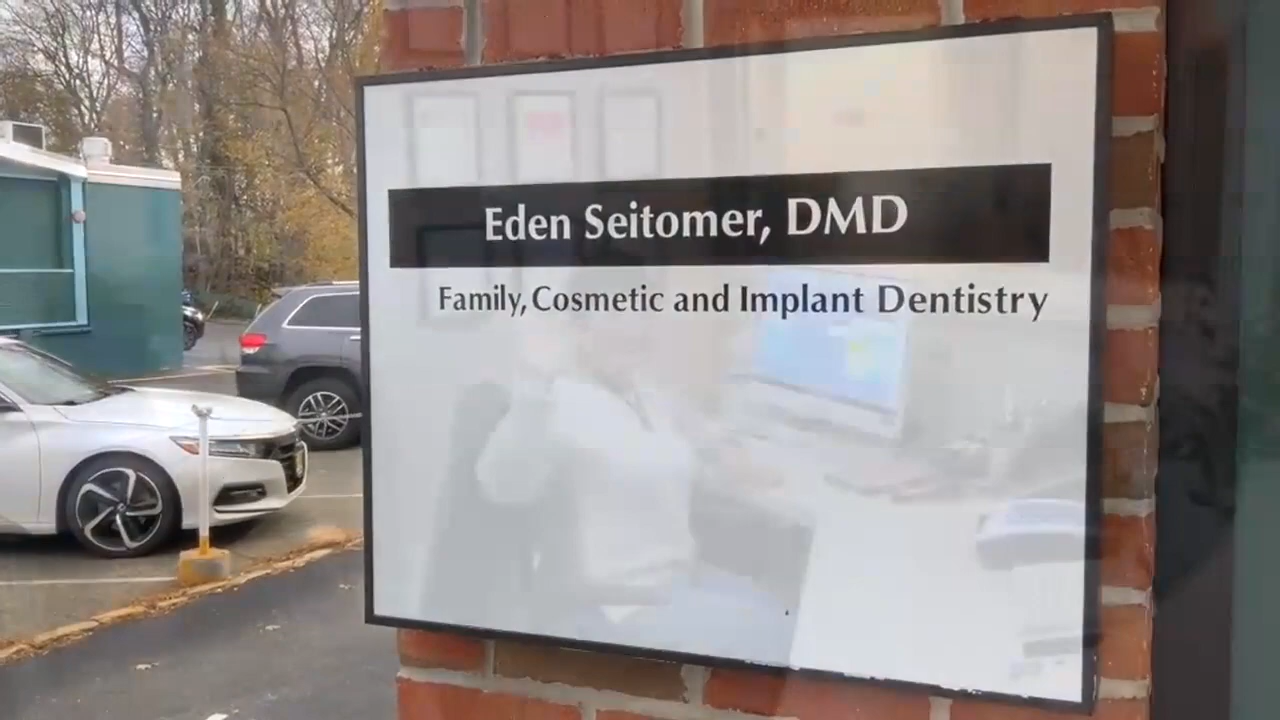 Eden Seitomer, DMD
Family, Cosmetic and Implant Dentistry